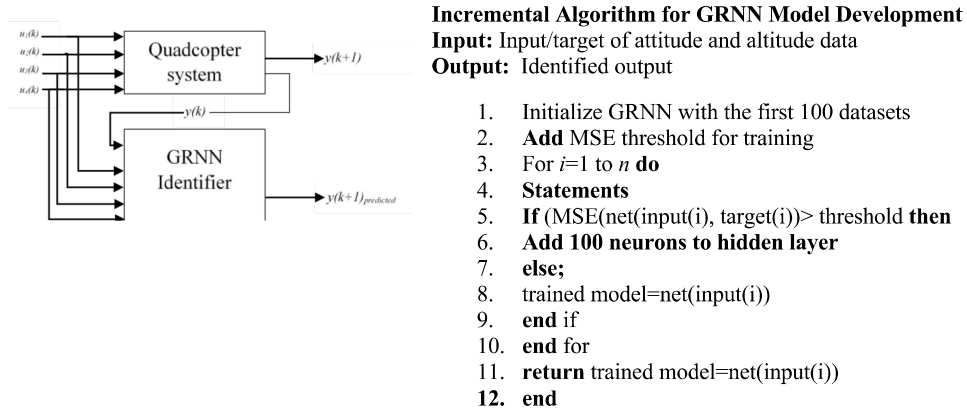 u₁(k)
u₂(k)
u₃(k)
u₄(k)
Quadcopter
system
y(k+1)
y(k)
GRNN
Identifier
y(k+1)predicted
Incremental Algorithm for GRNN Model Development
Input: Input/target of attitude and altitude data
Output: Identified output
1. Initialize GRNN with the first 100 datasets
2. Add MSE threshold for training
3. For i=1 to n do
4. Statements
5. If (MSE(net(input(i), target(i))> threshold then
6. Add 100 neurons to hidden layer
7. else;
8. trained model=net(input(i))
9. end if
10. end for
11. return trained model=net(input(i))
12. end